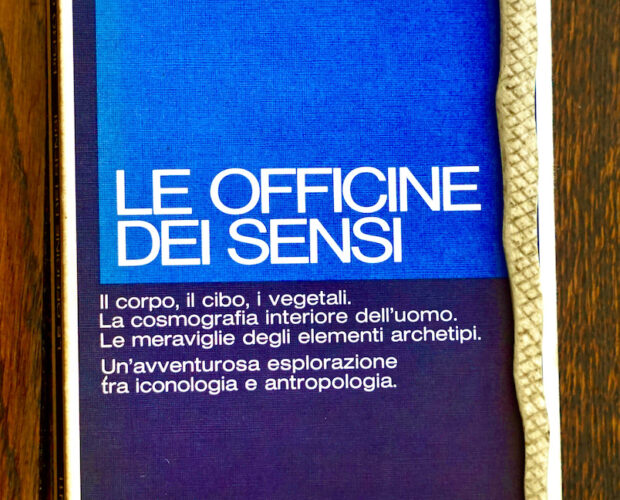 LE OFFICINE
DEI SENSI
Il corpo, il cibo, i vegetali.
La cosmografia interiore dell'uomo.
Le meraviglie degli elementi archetipi.
Un'avventurosa esplorazione
fra iconologia e antropologia.